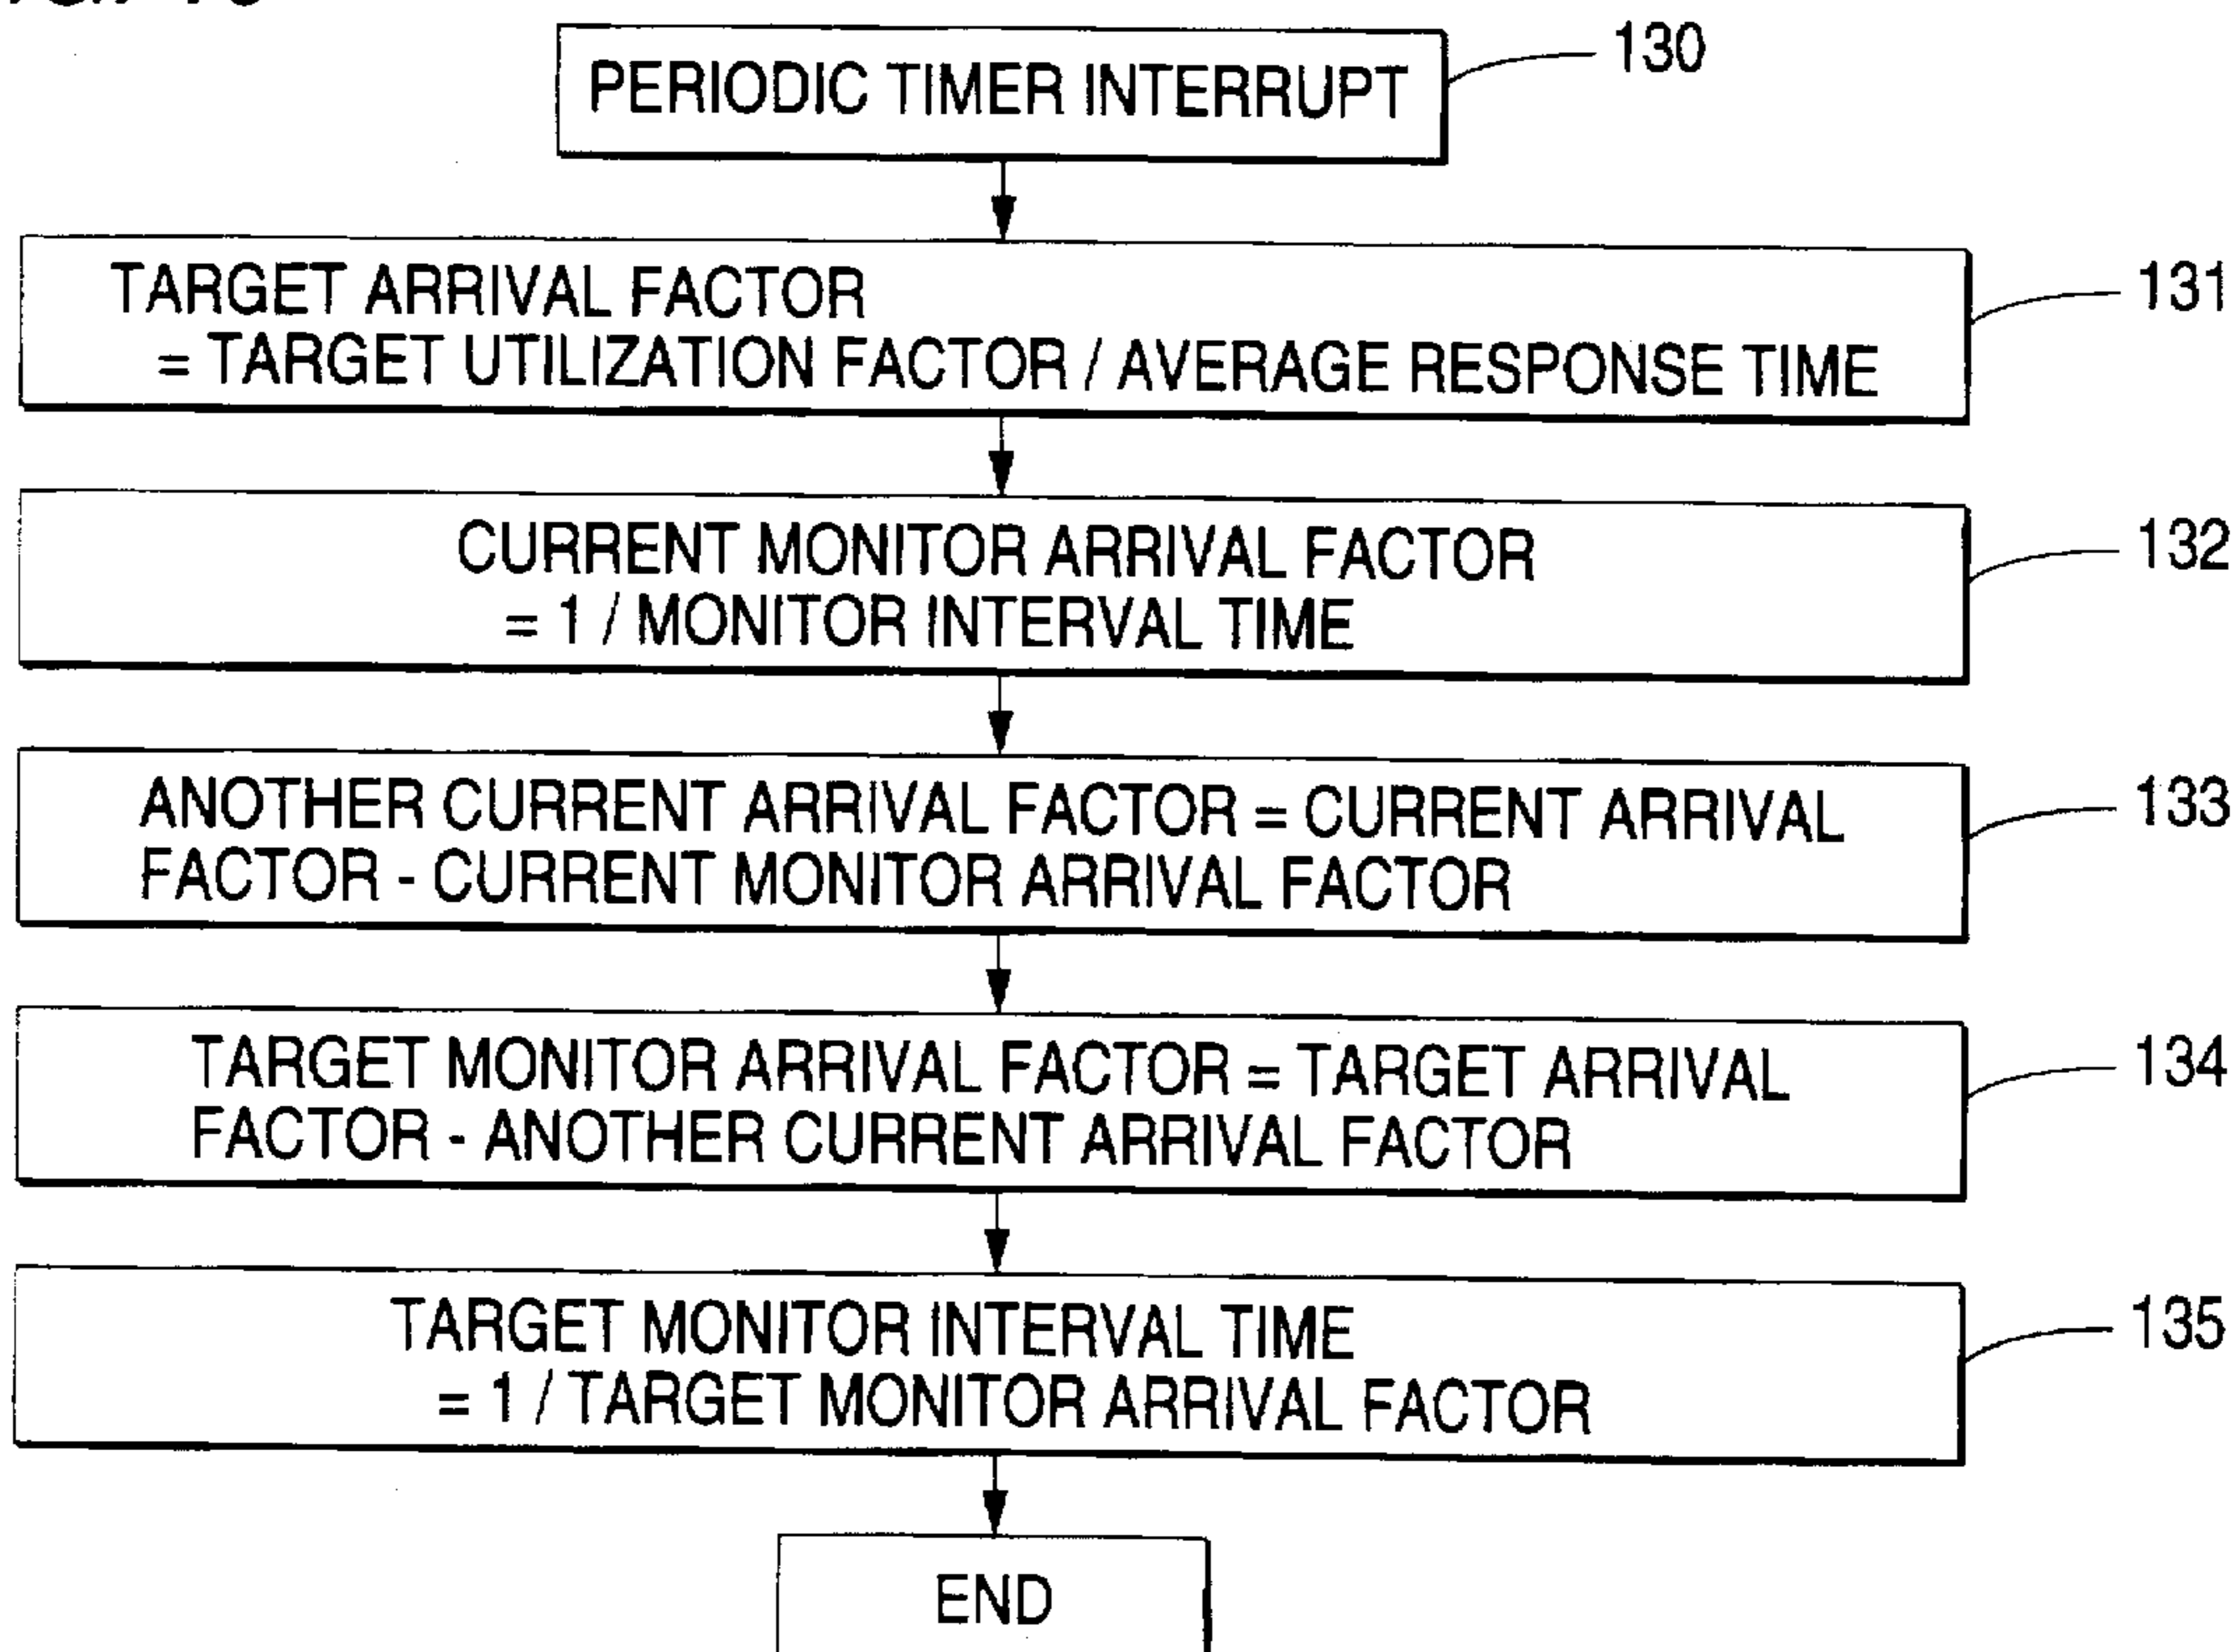 PERIODIC TIMER INTERRUPT
130
TARGET ARRIVAL FACTOR
= TARGET UTILIZATION FACTOR / AVERAGE RESPONSE TIME
131
CURRENT MONITOR ARRIVAL FACTOR
= 1 / MONITOR INTERVAL TIME
132
ANOTHER CURRENT ARRIVAL FACTOR = CURRENT ARRIVAL
FACTOR - CURRENT MONITOR ARRIVAL FACTOR
133
TARGET MONITOR ARRIVAL FACTOR = TARGET ARRIVAL
FACTOR - ANOTHER CURRENT ARRIVAL FACTOR
134
TARGET MONITOR INTERVAL TIME
= 1 / TARGET MONITOR ARRIVAL FACTOR
135
END